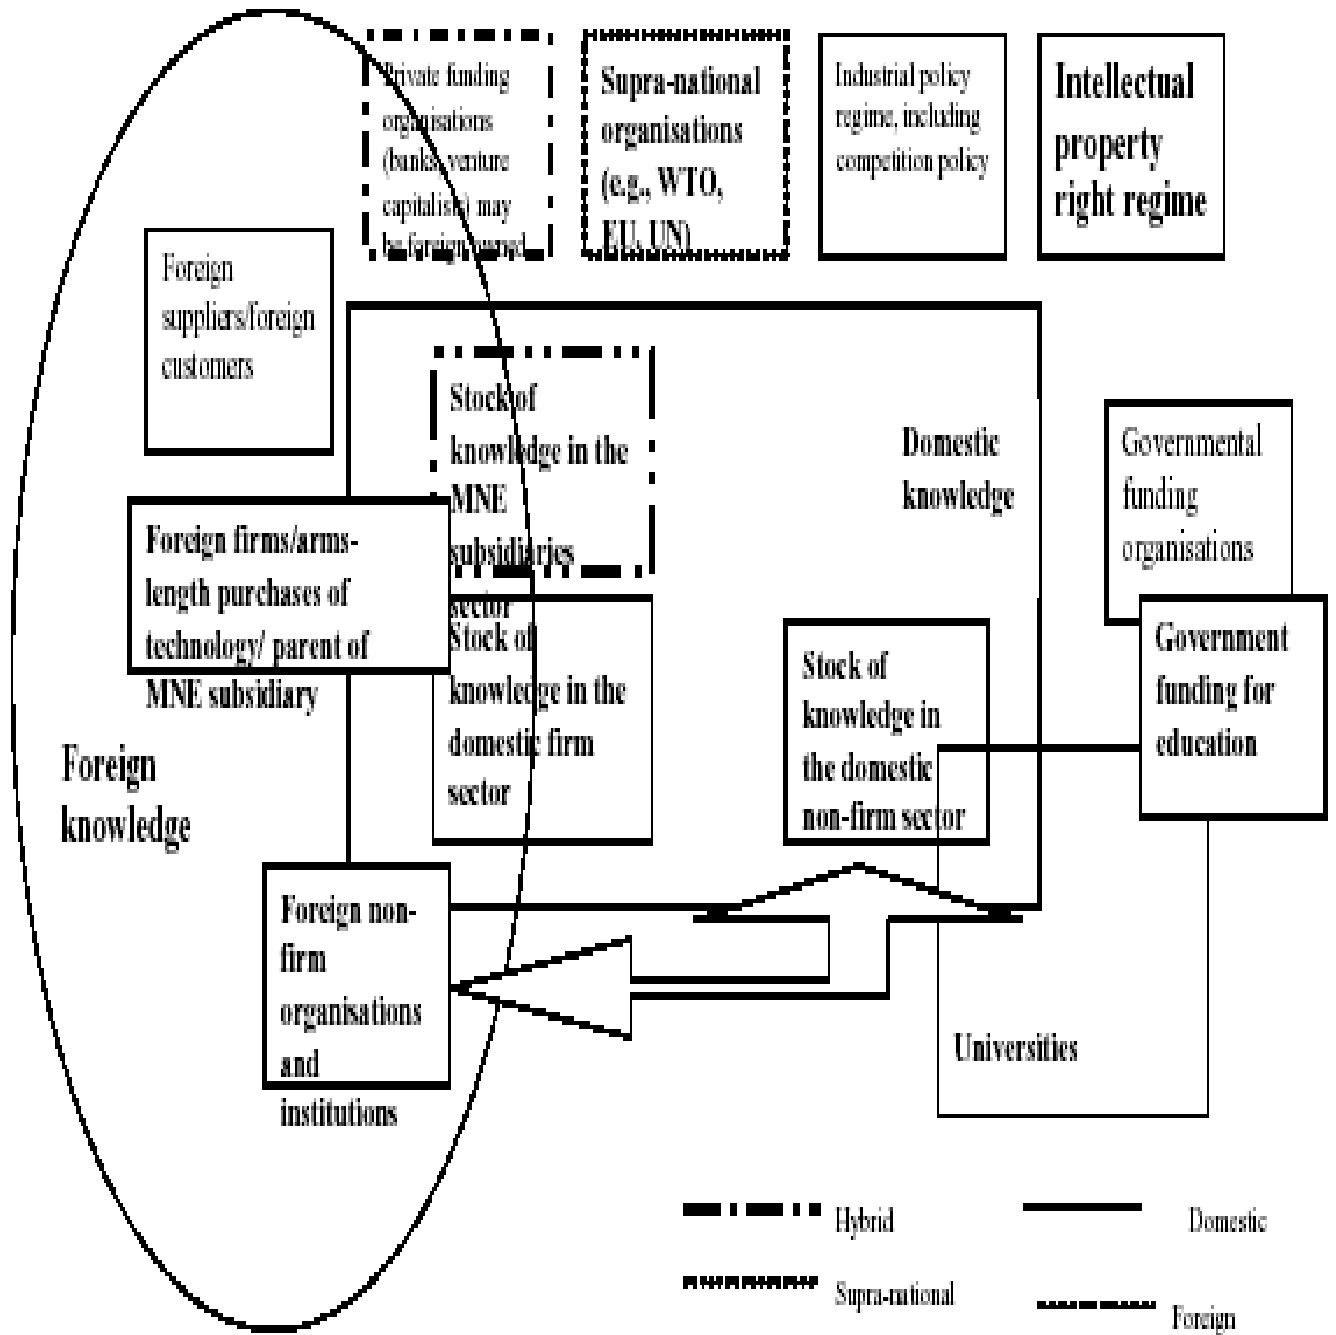 Private funding
organisations
(banks, venture
capitalists) may
be foreign owned
Supra-national
organisations
(e.g., WTO,
EU, UN)
Industrial policy
regime, including
competition policy
Intellectual
property
right regime
Foreign
suppliers/foreign
customers
Stock of
knowledge in the
MNE
subsidiaries
sector
Domestic
knowledge
Governmental
funding
organisations
Foreign firms/arms-
length purchases of
technology/ parent of
MNE subsidiary
Stock of
knowledge in the
domestic firm
sector
Stock of
knowledge in
the domestic
non-firm sector
Government
funding for
education
Foreign
knowledge
Foreign non-
firm
organisations
and
institutions
Universities
Hybrid
Domestic
Supra-national
Foreign